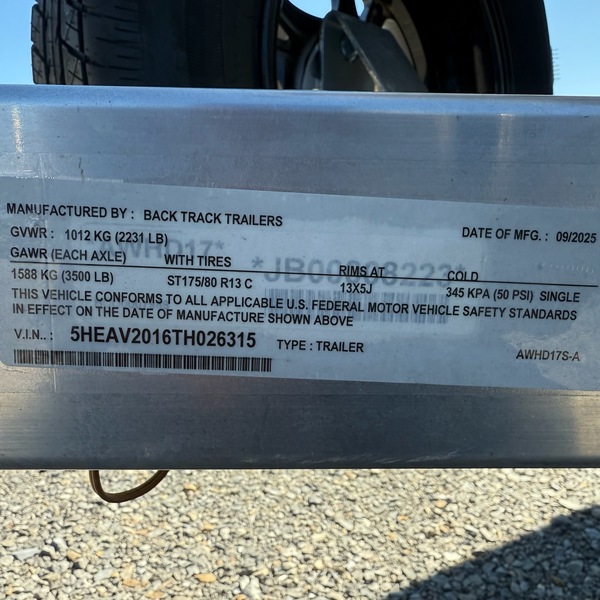 MANUFACTURED BY : BACK TRACK TRAILERS
GVWR : 1012 KG (2231 LB) DATE OF MFG. : 09/2025
AWHD17*
GAWR (EACH AXLE) WITH TIRES RIMS AT COLD
1588 KG (3500 LB) ST175/80 R13 C 13X5J 345 KPA (50 PSI) SINGLE
THIS VEHICLE CONFORMS TO ALL APPLICABLE U.S. FEDERAL MOTOR VEHICLE SAFETY STANDARDS
IN EFFECT ON THE DATE OF MANUFACTURE SHOWN ABOVE
V.I.N.. : 5HEAV2016TH026315 TYPE : TRAILER AWHD17S-A